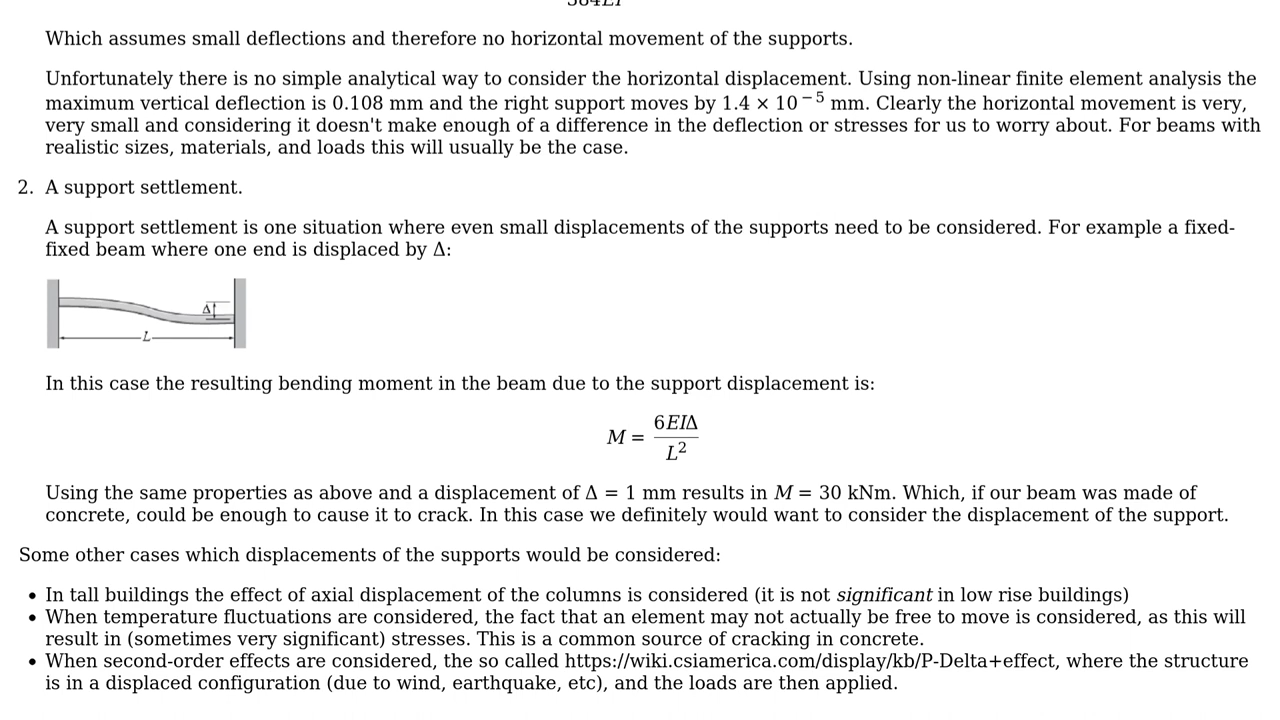 384EI
Which assumes small deflections and therefore no horizontal movement of the supports.
Unfortunately there is no simple analytical way to consider the horizontal displacement. Using non-linear finite element analysis the
maximum vertical deflection is 0.108 mm and the right support moves by 1.4 × 10⁻⁵ mm. Clearly the horizontal movement is very,
very small and considering it doesn't make enough of a difference in the deflection or stresses for us to worry about. For beams with
realistic sizes, materials, and loads this will usually be the case.
2. A support settlement.
A support settlement is one situation where even small displacements of the supports need to be considered. For example a fixed-
fixed beam where one end is displaced by Δ:
Δ
L
In this case the resulting bending moment in the beam due to the support displacement is:
M = 6EIΔ / L²
Using the same properties as above and a displacement of Δ = 1 mm results in M = 30 kNm. Which, if our beam was made of
concrete, could be enough to cause it to crack. In this case we definitely would want to consider the displacement of the support.
Some other cases which displacements of the supports would be considered:
• In tall buildings the effect of axial displacement of the columns is considered (it is not significant in low rise buildings)
• When temperature fluctuations are considered, the fact that an element may not actually be free to move is considered, as this will
result in (sometimes very significant) stresses. This is a common source of cracking in concrete.
• When second-order effects are considered, the so called https://wiki.csiamerica.com/display/kb/P-Delta+effect, where the structure
is in a displaced configuration (due to wind, earthquake, etc), and the loads are then applied.